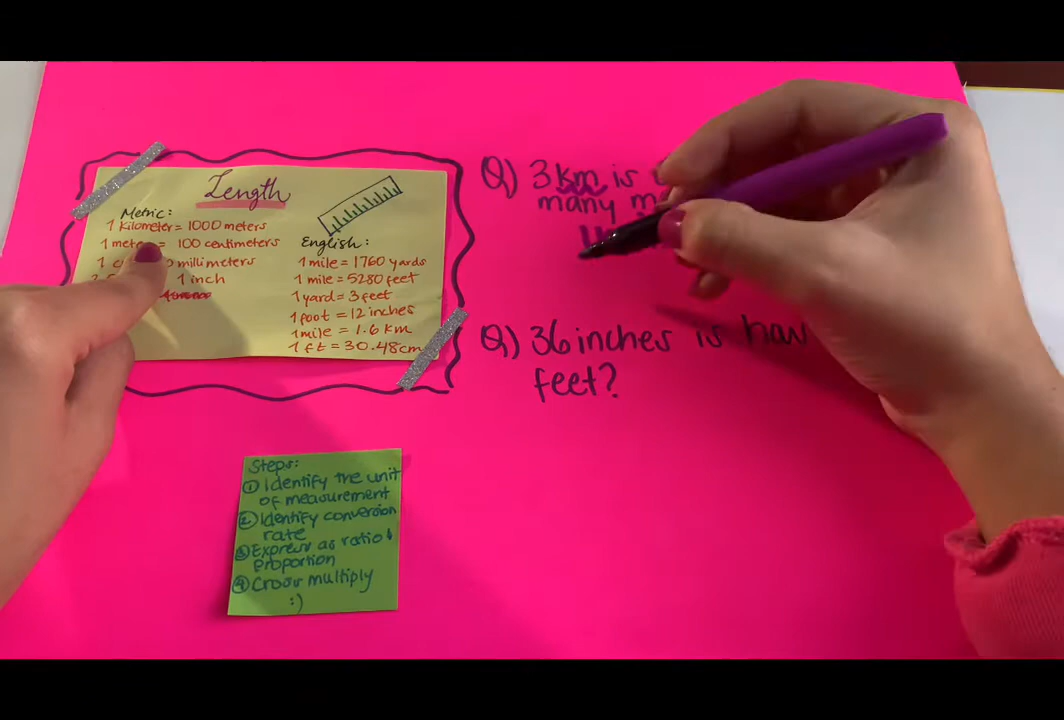 Length
Metric:
1 Kilometer = 1000 meters
1 meter = 100 centimeters
millimeters
1 inch
English:
1 mile = 1760 yards
1 mile = 5280 feet
1 yard = 3 feet
1 foot = 12 inches
1 mile = 1.6 km
1 ft = 30.48cm
Q) 3 km is
many
Q) 36 inches is
feet?
Steps:
① Identify the unit
of measurement
② Identify conversion
rate
③ Express as ratio &
proportion
④ Cross multiply
:)